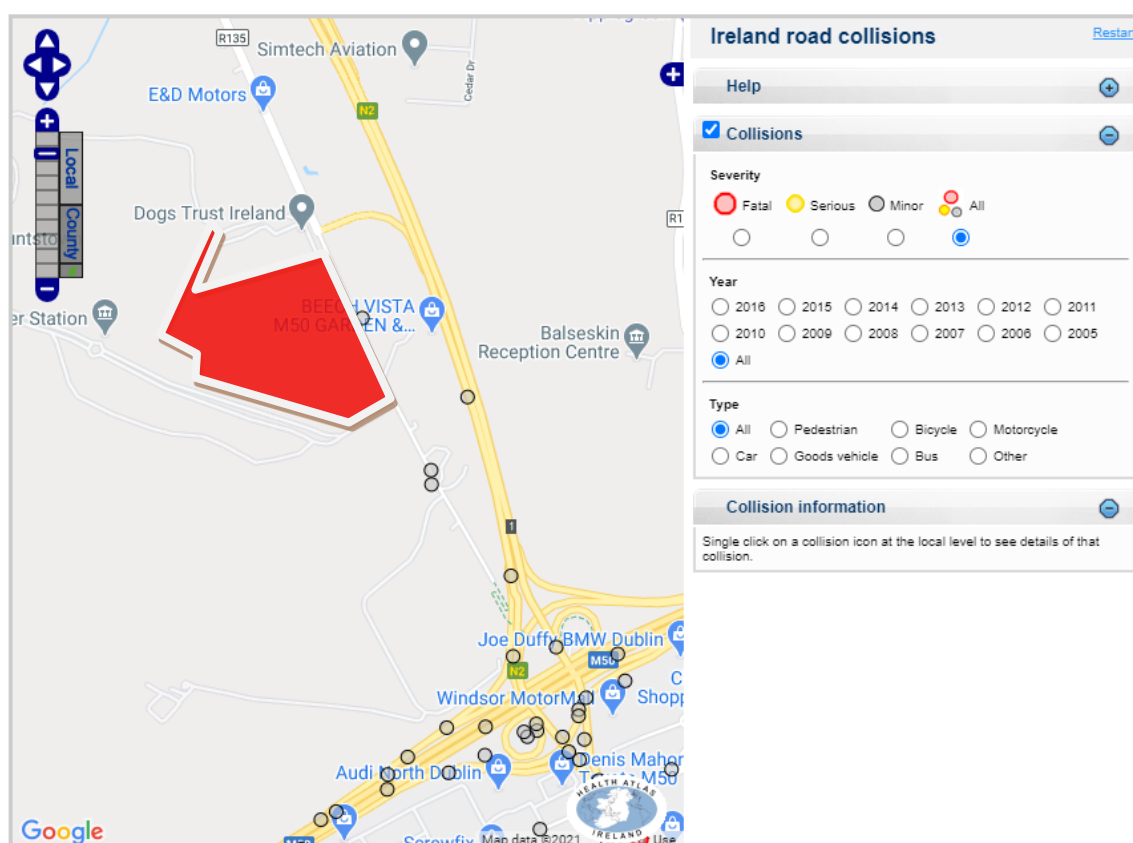 R135
Simtech Aviation
Cedar Dr
E&D Motors
N2
Local
County
Dogs Trust Ireland
R1
BEECH VISTA
M50 GARDEN &...
er Station
Balseskin
Reception Centre
1
Joe Duffy BMW Dublin
M50
N2
Windsor MotorMall
Shopp
Audi North Dublin
Denis Mahon
Toyota M50
HEALTH ATLAS
IRELAND
Google
Map data ©2021
Use
Ireland road collisions
Restar
Help
Collisions
Severity
Fatal Serious Minor All
Year
2016 2015 2014 2013 2012 2011
2010 2009 2008 2007 2006 2005
All
Type
All Pedestrian Bicycle Motorcycle
Car Goods vehicle Bus Other
Collision information
Single click on a collision icon at the local level to see details of that
collision.